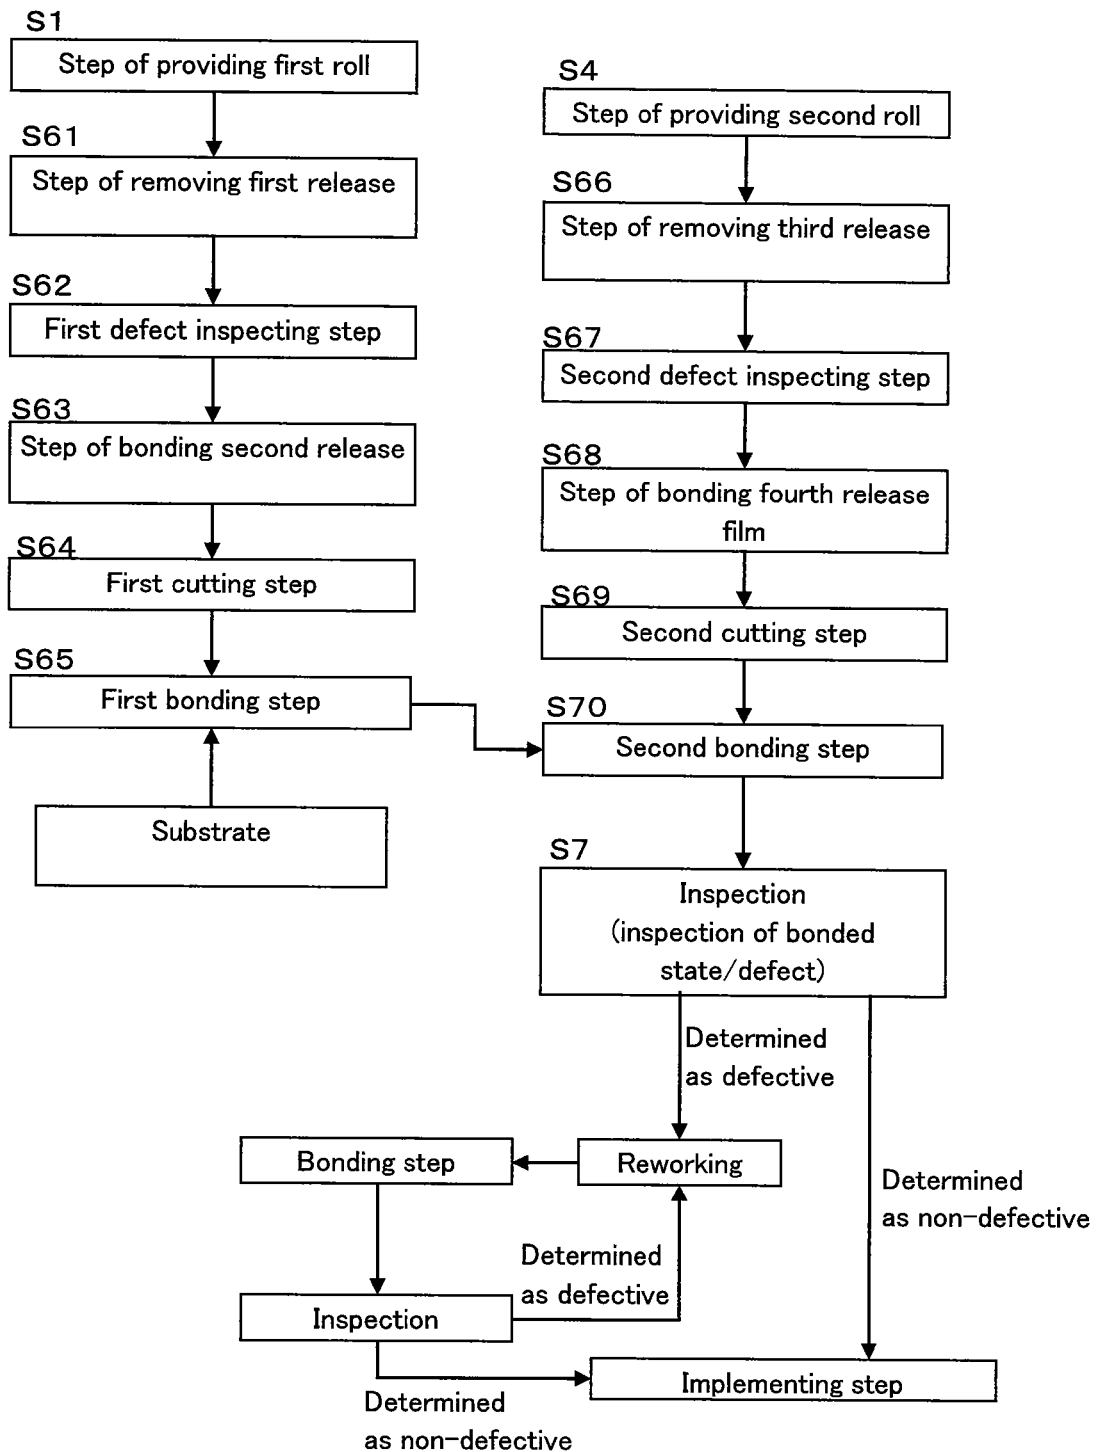 S1
Step of providing first roll
S61
Step of removing first release
S62
First defect inspecting step
S63
Step of bonding second release
S64
First cutting step
S65
First bonding step
Substrate
S4
Step of providing second roll
S66
Step of removing third release
S67
Second defect inspecting step
S68
Step of bonding fourth release
film
S69
Second cutting step
S70
Second bonding step
S7
Inspection
(inspection of bonded
state/defect)
Determined
as defective
Bonding step
Reworking
Determined
as non-defective
Determined
as defective
Inspection
Implementing step
Determined
as non-defective